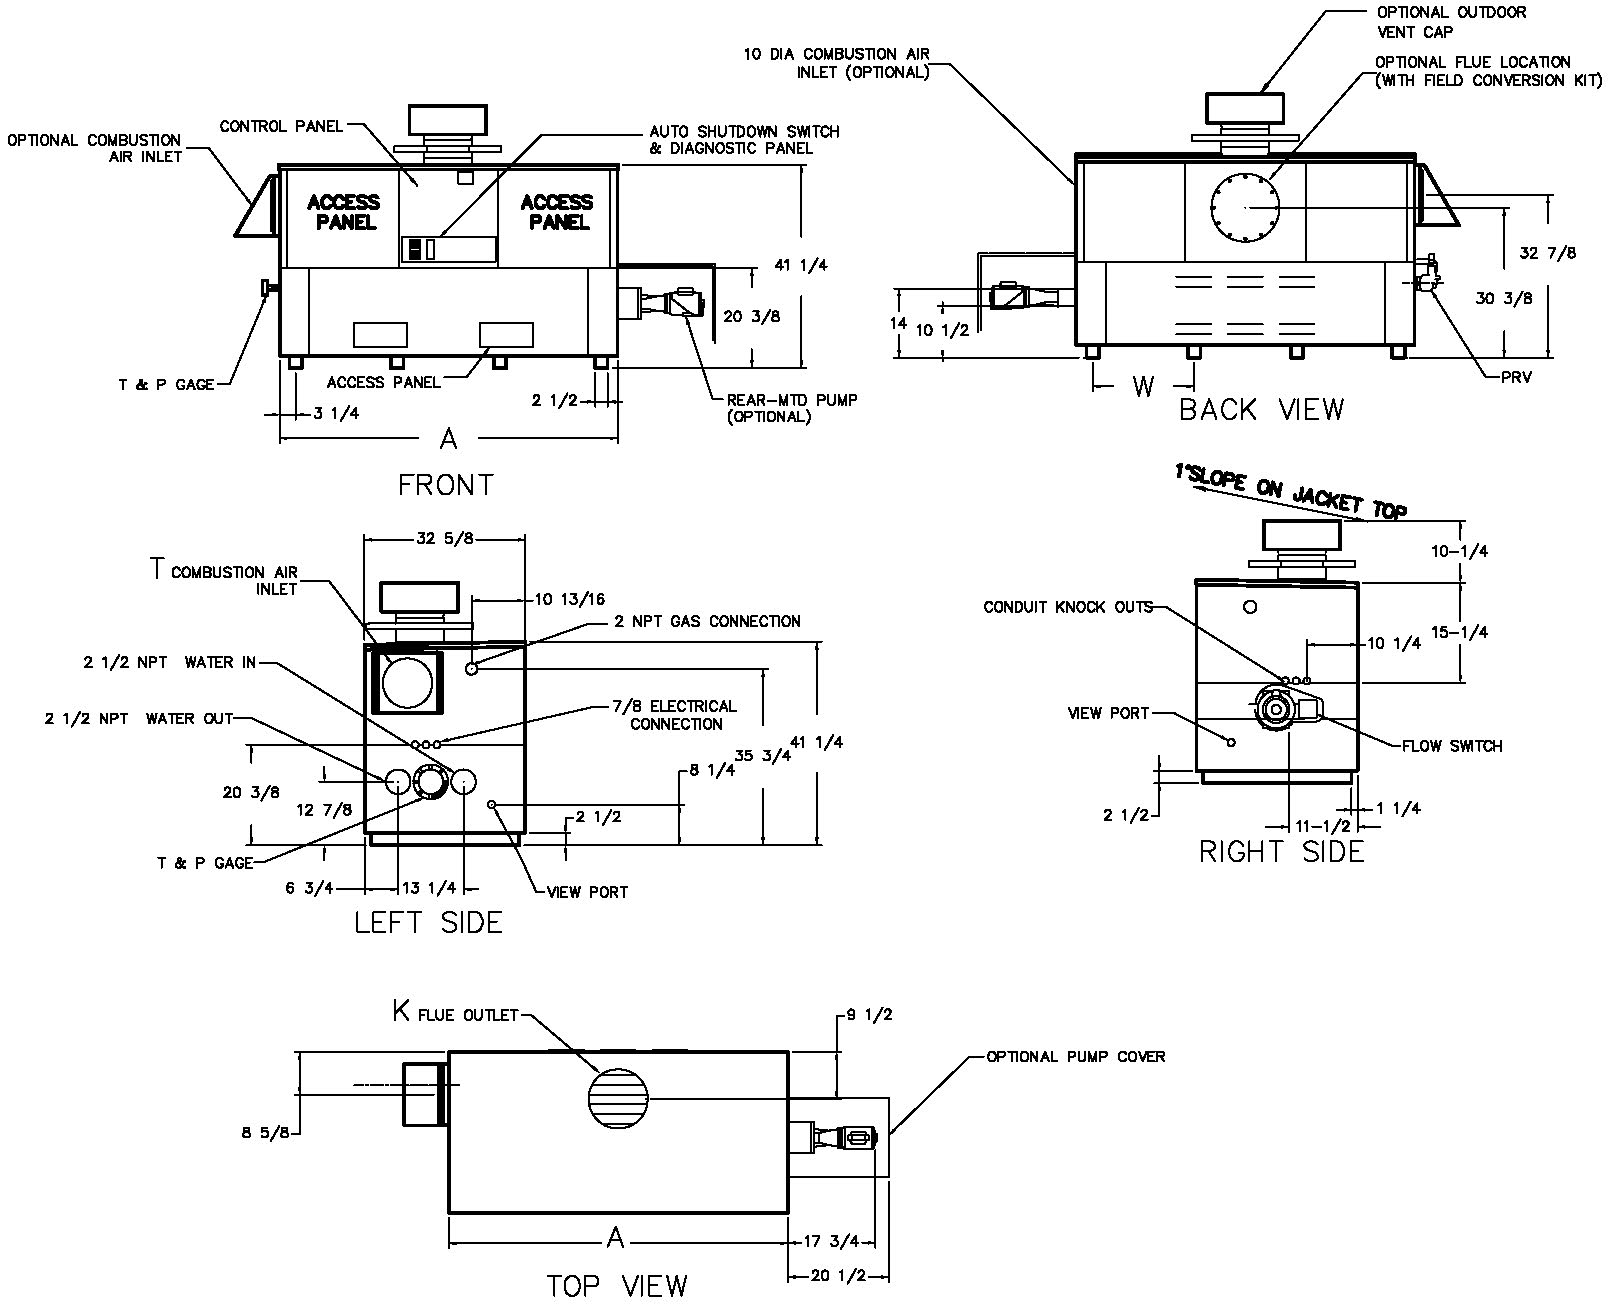 OPTIONAL COMBUSTION
AIR INLET
CONTROL PANEL
AUTO SHUTDOWN SWITCH
& DIAGNOSTIC PANEL
ACCESS
PANEL
ACCESS
PANEL
41 1/4
20 3/8
T & P GAGE
ACCESS PANEL
3 1/4
2 1/2
REAR-MTD PUMP
(OPTIONAL)
A
FRONT
10 DIA COMBUSTION AIR
INLET (OPTIONAL)
OPTIONAL OUTDOOR
VENT CAP
OPTIONAL FLUE LOCATION
(WITH FIELD CONVERSION KIT)
32 7/8
30 3/8
14
10 1/2
W
PRV
BACK VIEW
32 5/8
T COMBUSTION AIR
INLET
10 13/16
2 NPT GAS CONNECTION
2 1/2 NPT WATER IN
2 1/2 NPT WATER OUT
7/8 ELECTRICAL
CONNECTION
41 1/4
35 3/4
8 1/4
20 3/8
12 7/8
2 1/2
T & P GAGE
6 3/4
13 1/4
VIEW PORT
LEFT SIDE
1"SLOPE ON JACKET TOP
10-1/4
CONDUIT KNOCK OUTS
15-1/4
10 1/4
VIEW PORT
FLOW SWITCH
2 1/2
1 1/4
11-1/2
RIGHT SIDE
K FLUE OUTLET
9 1/2
OPTIONAL PUMP COVER
8 5/8
A
17 3/4
20 1/2
TOP VIEW